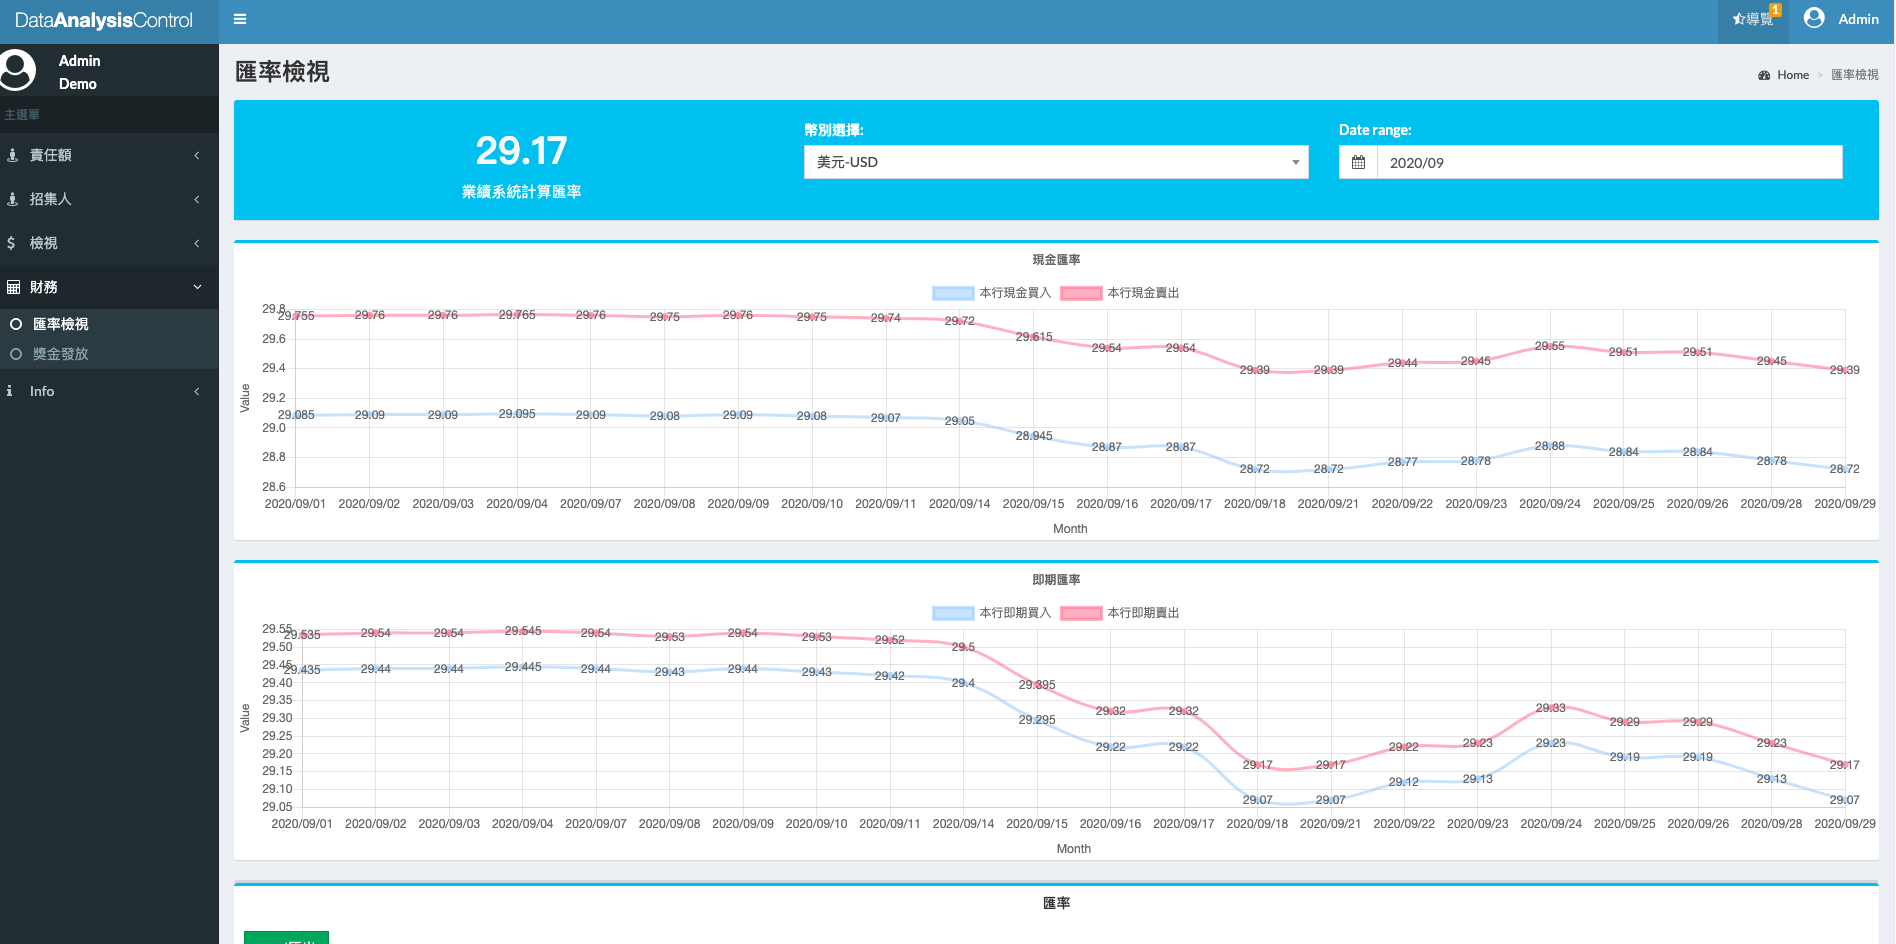 DataAnalysisControl
導覽 1
Admin
Admin
Demo
主選單
責任額
招集人
檢視
財務
匯率檢視
獎金發放
Info
匯率檢視
Home > 匯率檢視
29.17
業績系統計算匯率
幣別選擇:
美元-USD
Date range:
2020/09
現金匯率
本行現金買入 本行現金賣出
Value
29.8
29.6
29.4
29.2
29.0
28.8
28.6
29.755 29.76 29.76 29.765 29.76 29.75 29.76 29.75 29.74 29.72 29.615 29.54 29.54 29.39 29.39 29.44 29.45 29.55 29.51 29.51 29.45 29.39
29.085 29.09 29.09 29.095 29.09 29.08 29.09 29.08 29.07 29.05 28.945 28.87 28.87 28.72 28.72 28.77 28.78 28.88 28.84 28.84 28.78 28.72
2020/09/01 2020/09/02 2020/09/03 2020/09/04 2020/09/07 2020/09/08 2020/09/09 2020/09/10 2020/09/11 2020/09/14 2020/09/15 2020/09/16 2020/09/17 2020/09/18 2020/09/21 2020/09/22 2020/09/23 2020/09/24 2020/09/25 2020/09/26 2020/09/28 2020/09/29
Month
即期匯率
本行即期買入 本行即期賣出
Value
29.55
29.50
29.45
29.40
29.35
29.30
29.25
29.20
29.15
29.10
29.05
29.535 29.54 29.54 29.545 29.54 29.53 29.54 29.53 29.52 29.5 29.395 29.32 29.32 29.17 29.17 29.22 29.23 29.33 29.29 29.29 29.23 29.17
29.435 29.44 29.44 29.445 29.44 29.43 29.44 29.43 29.42 29.4 29.295 29.22 29.22 29.07 29.07 29.12 29.13 29.23 29.19 29.19 29.13 29.07
2020/09/01 2020/09/02 2020/09/03 2020/09/04 2020/09/07 2020/09/08 2020/09/09 2020/09/10 2020/09/11 2020/09/14 2020/09/15 2020/09/16 2020/09/17 2020/09/18 2020/09/21 2020/09/22 2020/09/23 2020/09/24 2020/09/25 2020/09/26 2020/09/28 2020/09/29
Month
匯率